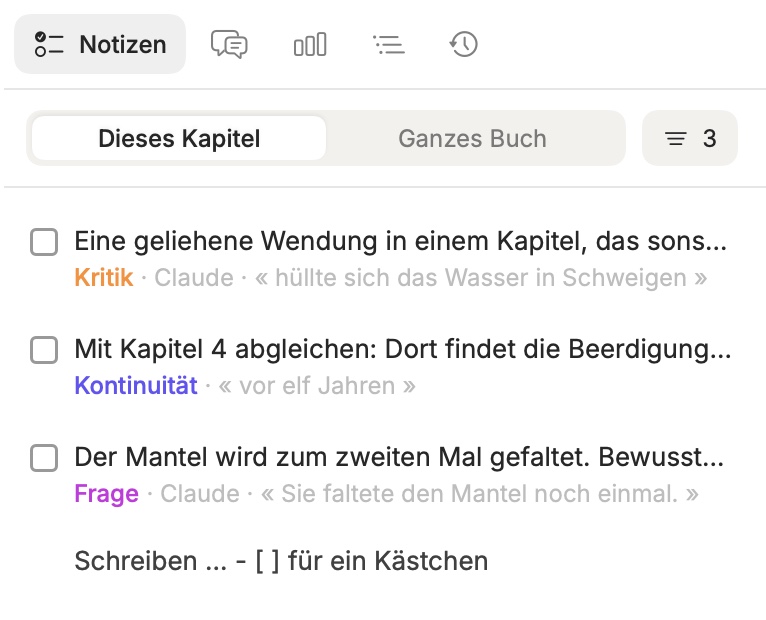 Notizen
Dieses Kapitel
Ganzes Buch
3
Eine geliehene Wendung in einem Kapitel, das sons...
Kritik · Claude · « hüllte sich das Wasser in Schweigen »
Mit Kapitel 4 abgleichen: Dort findet die Beerdigung...
Kontinuität · « vor elf Jahren »
Der Mantel wird zum zweiten Mal gefaltet. Bewusst...
Frage · Claude · « Sie faltete den Mantel noch einmal. »
Schreiben ... - [ ] für ein Kästchen